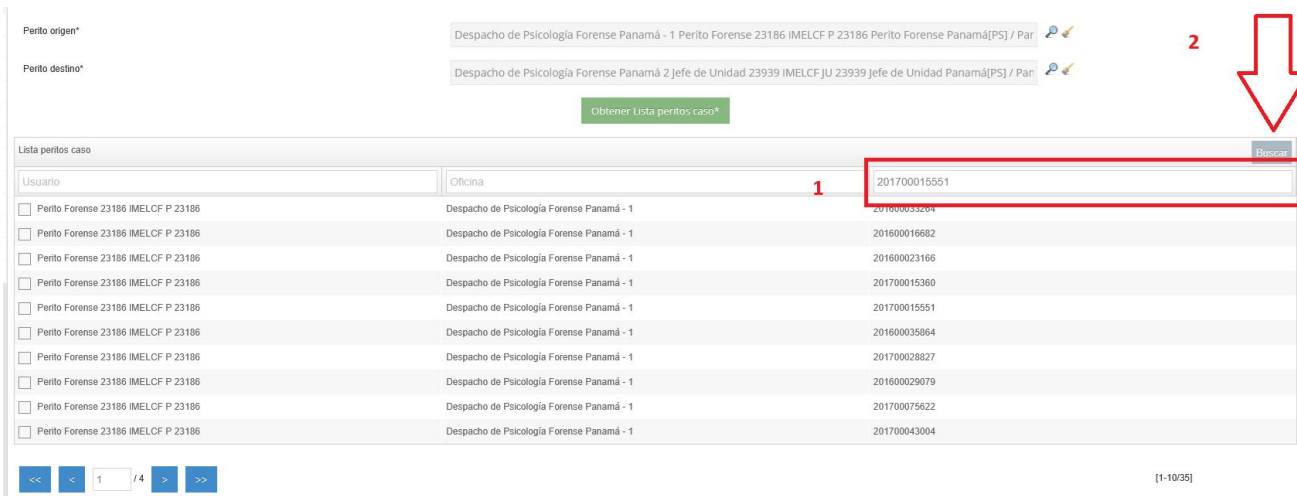 Perito origen*
Despacho de Psicología Forense Panamá - 1 Perito Forense 23186 IMELCF P 23186 Perito Forense Panamá[PS] / Par
2
Perito destino*
Despacho de Psicología Forense Panamá 2 Jefe de Unidad 23939 IMELCF JU 23939 Jefe de Unidad Panamá[PS] / Pan
Obtener Lista peritos caso*
Lista peritos caso
Buscar
Usuario Oficina 1 201700015551
Perito Forense 23186 IMELCF P 23186 Despacho de Psicología Forense Panamá - 1 201600033264
Perito Forense 23186 IMELCF P 23186 Despacho de Psicología Forense Panamá - 1 201600016682
Perito Forense 23186 IMELCF P 23186 Despacho de Psicología Forense Panamá - 1 201600023166
Perito Forense 23186 IMELCF P 23186 Despacho de Psicología Forense Panamá - 1 201700015360
Perito Forense 23186 IMELCF P 23186 Despacho de Psicología Forense Panamá - 1 201700015551
Perito Forense 23186 IMELCF P 23186 Despacho de Psicología Forense Panamá - 1 201600035864
Perito Forense 23186 IMELCF P 23186 Despacho de Psicología Forense Panamá - 1 201700028827
Perito Forense 23186 IMELCF P 23186 Despacho de Psicología Forense Panamá - 1 201600029079
Perito Forense 23186 IMELCF P 23186 Despacho de Psicología Forense Panamá - 1 201700075622
Perito Forense 23186 IMELCF P 23186 Despacho de Psicología Forense Panamá - 1 201700043004
<< < 1 / 4 > >> [1-10/35]